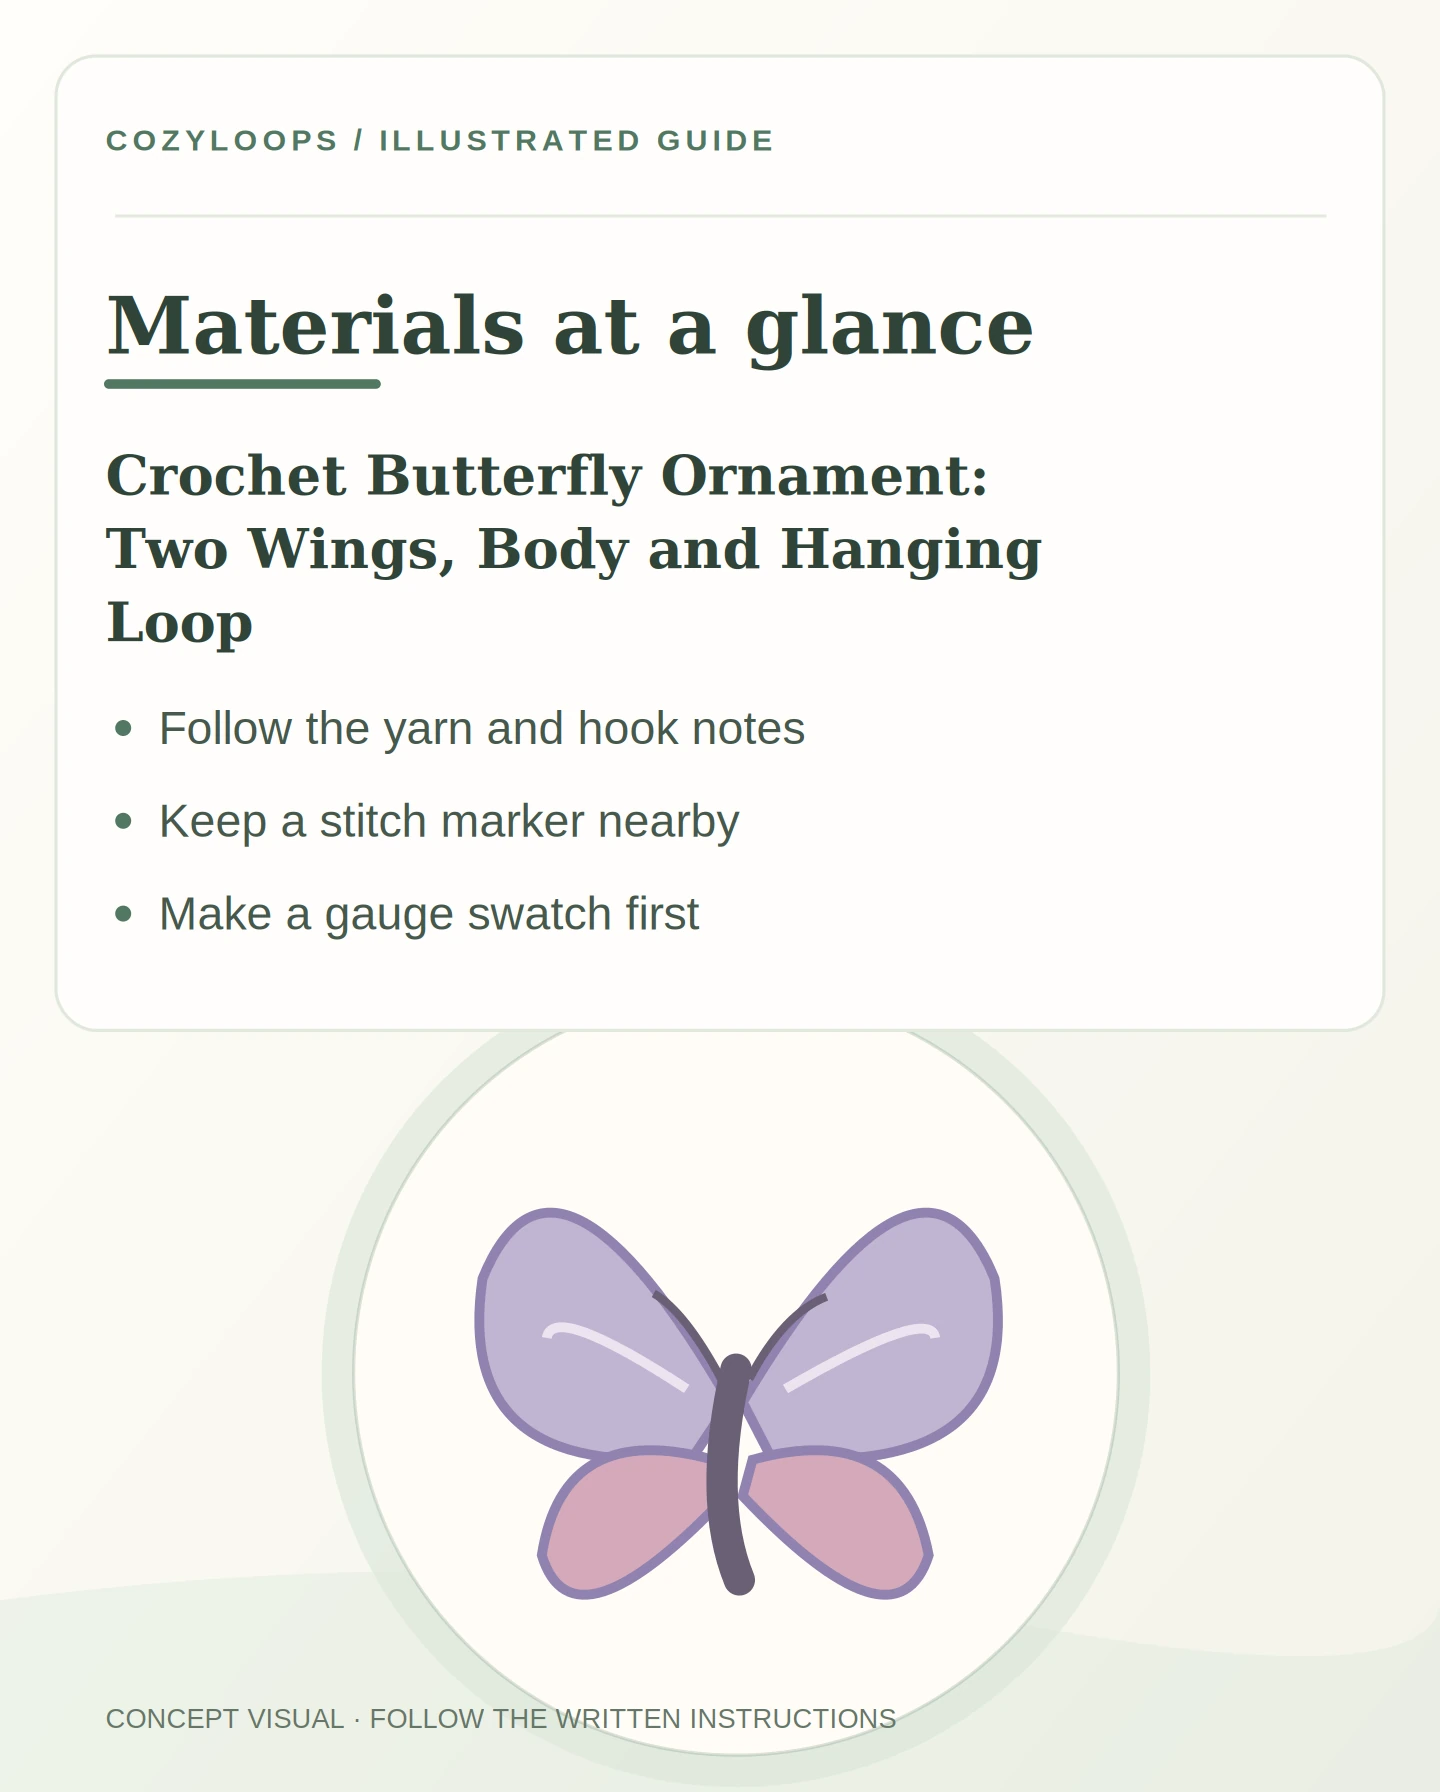 COZYLOOPS / ILLUSTRATED GUIDE
Materials at a glance
Crochet Butterfly Ornament:
Two Wings, Body and Hanging
Loop
• Follow the yarn and hook notes
• Keep a stitch marker nearby
• Make a gauge swatch first
CONCEPT VISUAL · FOLLOW THE WRITTEN INSTRUCTIONS